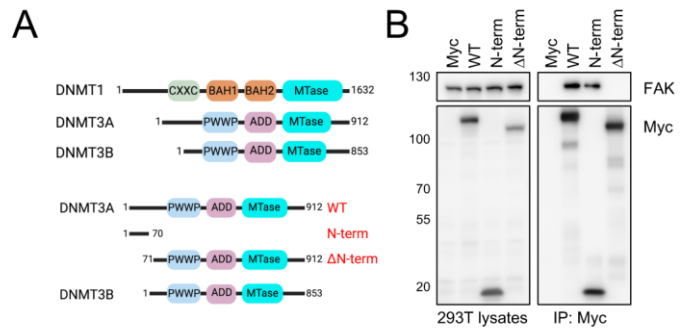 A
DNMT1 1 CXXC BAH1 BAH2 MTase 1632
DNMT3A 1 PWWP ADD MTase 912
DNMT3B 1 PWWP ADD MTase 853
DNMT3A 1 PWWP ADD MTase 912 WT
1 70 N-term
71 PWWP ADD MTase 912 ΔN-term
DNMT3B 1 PWWP ADD MTase 853
B
Myc WT N-term ΔN-term Myc WT N-term ΔN-term
130 FAK
Myc
100
70
55
20
293T lysates IP: Myc